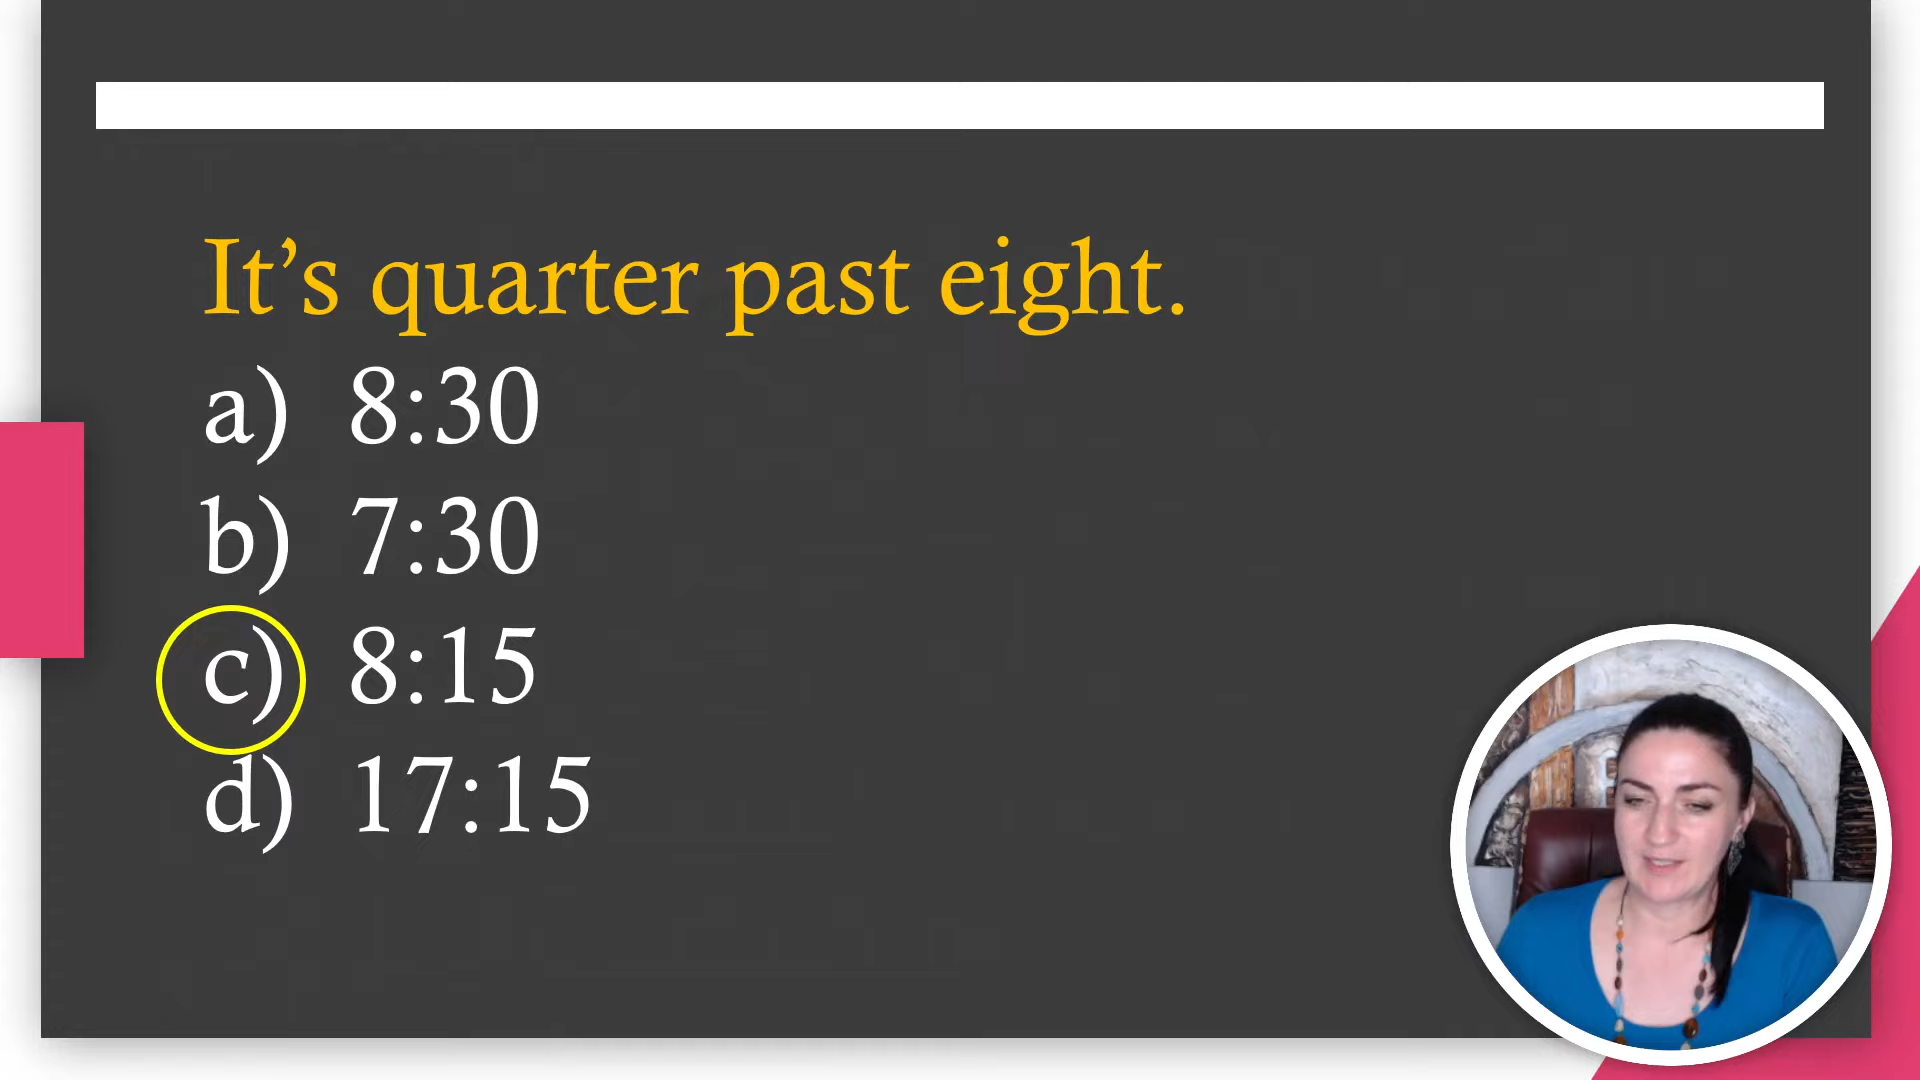 It’s quarter past eight.
a) 8:30
b) 7:30
c) 8:15
d) 17:15